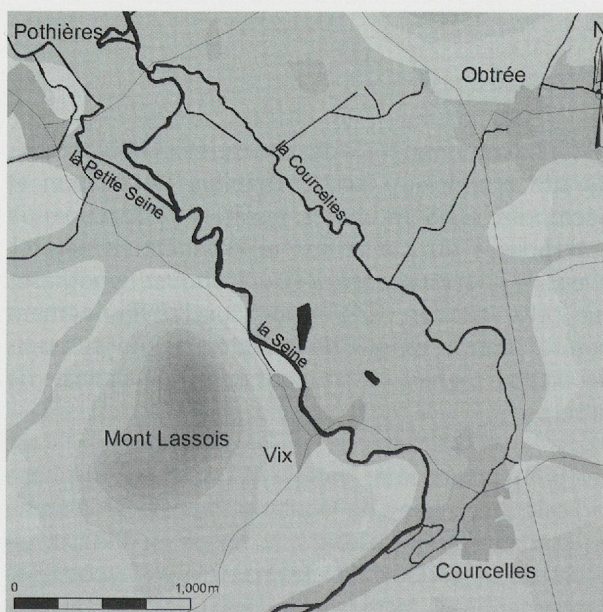 Pothières
N
Obtrée
la Courcelles
la Petite Seine
la Seine
Mont Lassois
Vix
Courcelles
0 1,000m